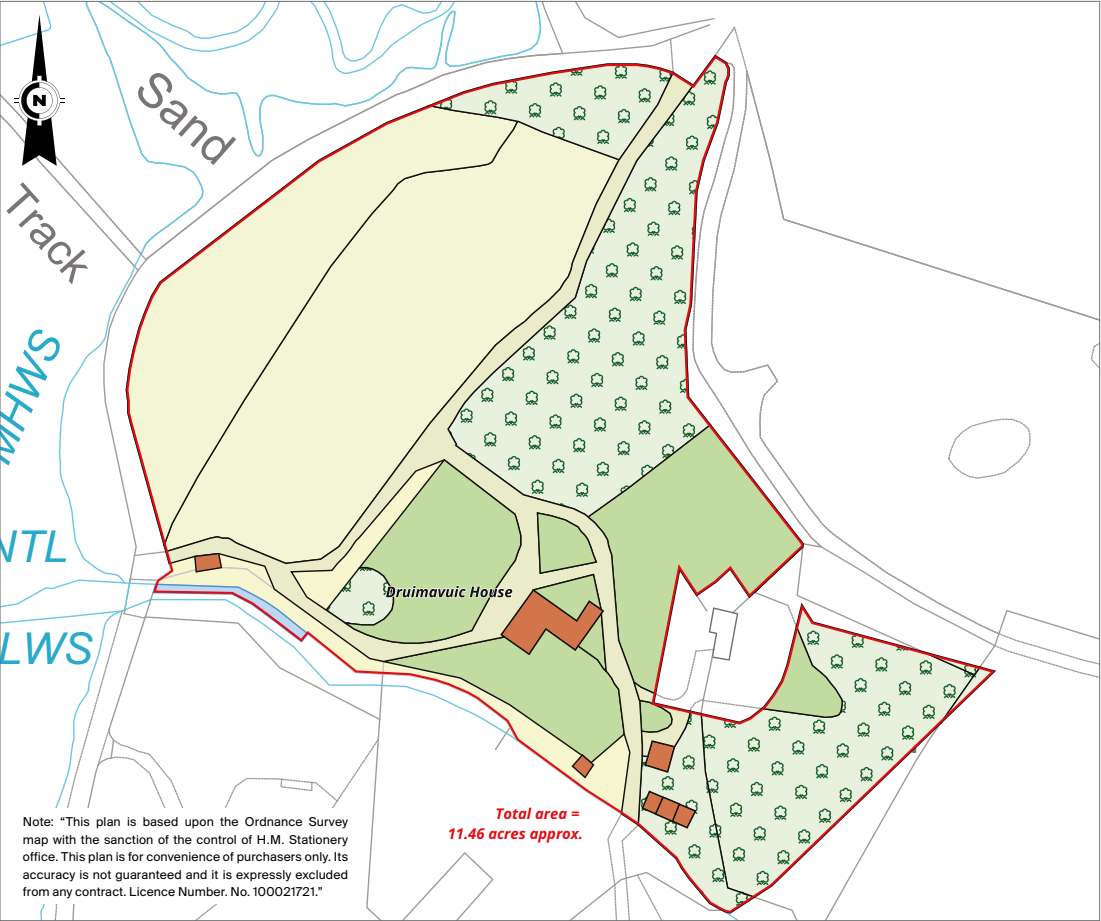 N
Sand
Track
MHWS
NTL
LWS
Druimavuic House
Total area =
11.46 acres approx.
Note: “This plan is based upon the Ordnance Survey
map with the sanction of the control of H.M. Stationery
office. This plan is for convenience of purchasers only. Its
accuracy is not guaranteed and it is expressly excluded
from any contract. Licence Number. No. 100021721.”